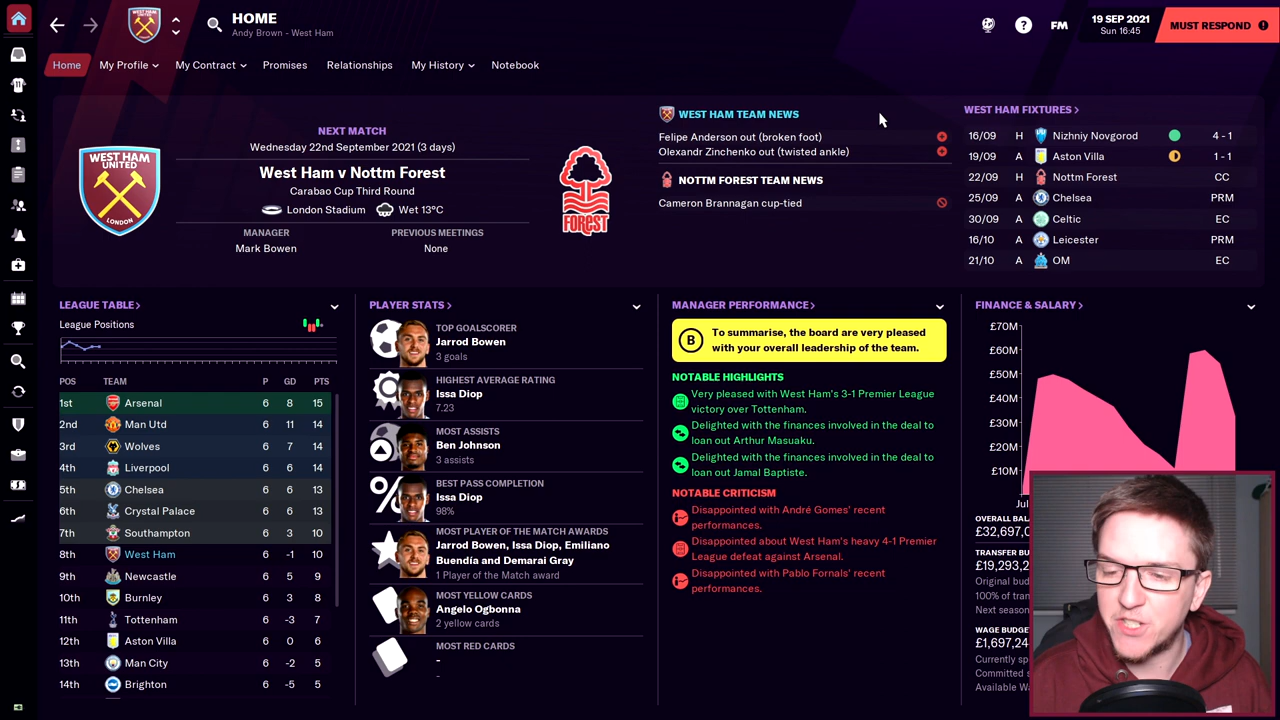 HOME
Andy Brown - West Ham
FM
19 SEP 2021
Sun 16:45
MUST RESPOND
Home
My Profile
My Contract
Promises
Relationships
My History
Notebook
NEXT MATCH
Wednesday 22nd September 2021 (3 days)
West Ham v Nottm Forest
Carabao Cup Third Round
London Stadium
Wet 13°C
MANAGER
Mark Bowen
PREVIOUS MEETINGS
None
WEST HAM UNITED
LONDON
FOREST
WEST HAM TEAM NEWS
Felipe Anderson out (broken foot)
Olexandr Zinchenko out (twisted ankle)
NOTTM FOREST TEAM NEWS
Cameron Brannagan cup-tied
WEST HAM FIXTURES >
16/09 H Nizhniy Novgorod 4 - 1
19/09 A Aston Villa 1 - 1
22/09 H Nottm Forest CC
25/09 A Chelsea PRM
30/09 A Celtic EC
16/10 A Leicester PRM
21/10 A OM EC
LEAGUE TABLE >
League Positions
POS TEAM P GD PTS
1st Arsenal 6 8 15
2nd Man Utd 6 11 14
3rd Wolves 6 7 14
4th Liverpool 6 6 14
5th Chelsea 6 6 13
6th Crystal Palace 6 6 13
7th Southampton 6 3 10
8th West Ham 6 -1 10
9th Newcastle 6 5 9
10th Burnley 6 3 8
11th Tottenham 6 -3 7
12th Aston Villa 6 0 6
13th Man City 6 -2 5
14th Brighton 6 -5 5
PLAYER STATS >
TOP GOALSCORER
Jarrod Bowen
3 goals
HIGHEST AVERAGE RATING
Issa Diop
7.23
MOST ASSISTS
Ben Johnson
3 assists
BEST PASS COMPLETION
Issa Diop
98%
MOST PLAYER OF THE MATCH AWARDS
Jarrod Bowen, Issa Diop, Emiliano
Buendía and Demarai Gray
1 Player of the Match award
MOST YELLOW CARDS
Angelo Ogbonna
2 yellow cards
MOST RED CARDS
-
-
MANAGER PERFORMANCE >
B
To summarise, the board are very pleased
with your overall leadership of the team.
NOTABLE HIGHLIGHTS
Very pleased with West Ham's 3-1 Premier League
victory over Tottenham.
Delighted with the finances involved in the deal to
loan out Arthur Masuaku.
Delighted with the finances involved in the deal to
loan out Jamal Baptiste.
NOTABLE CRITICISM
Disappointed with André Gomes' recent
performances.
Disappointed about West Ham's heavy 4-1 Premier
League defeat against Arsenal.
Disappointed with Pablo Fornals' recent
performances.
FINANCE & SALARY >
£70M
£60M
£50M
£40M
£30M
£20M
£10M
OVERALL
£32,697,0
TRANSFER
£19,293,2
Original
100% of
Next
WAGE
£1,697,24
Currently
Committed
Available